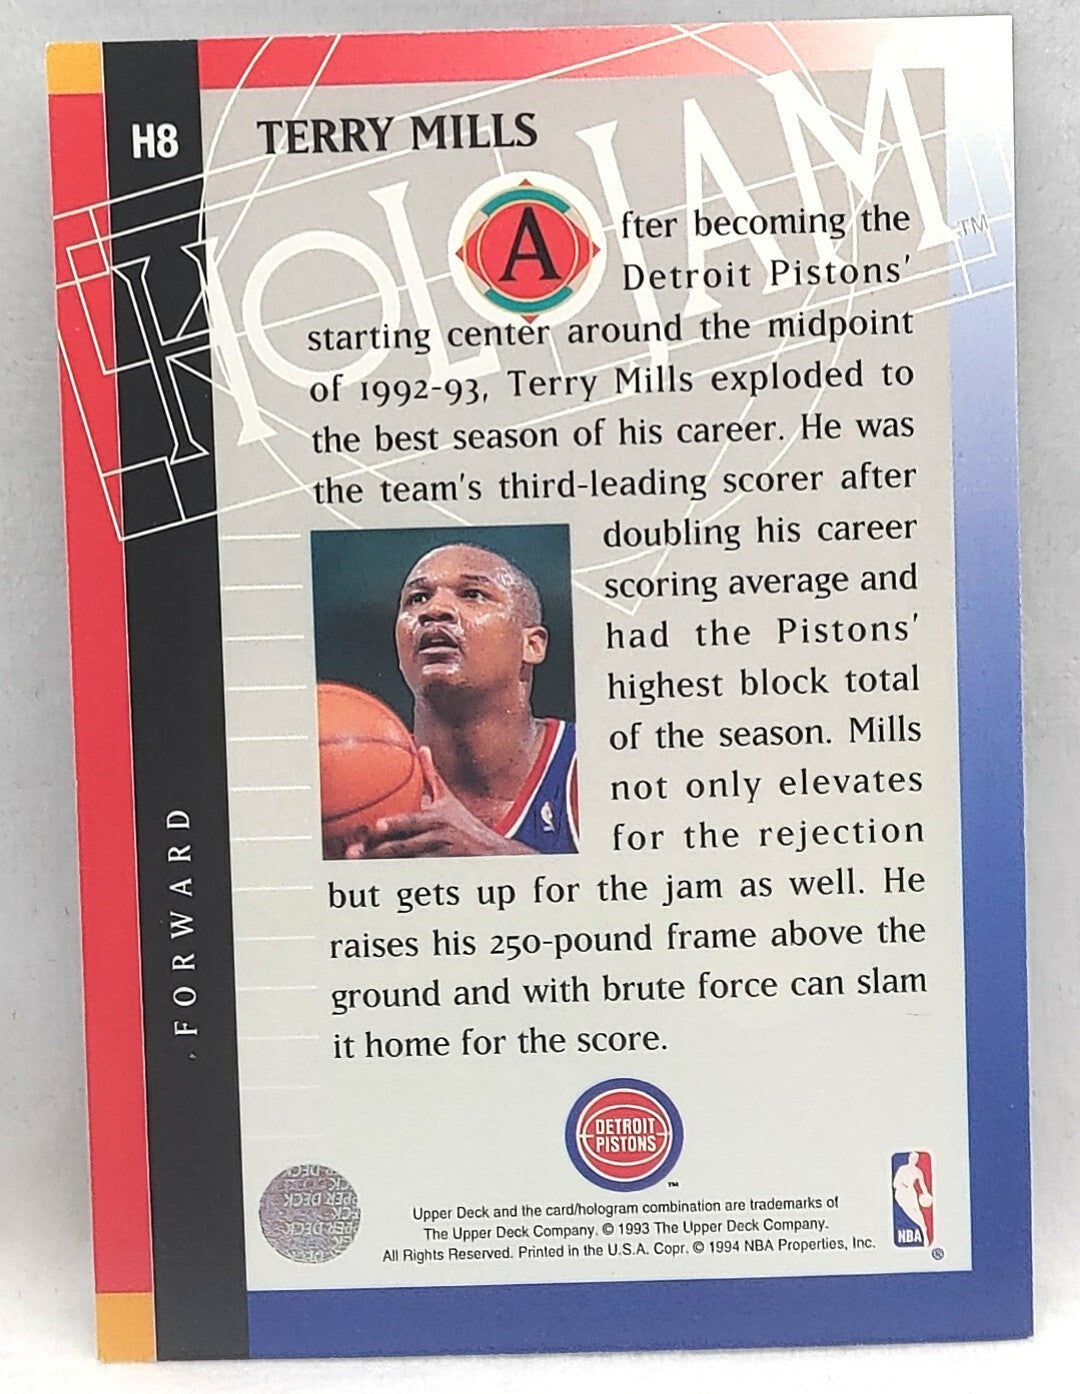 H8
TERRY MILLS
HOLOJAM™
After becoming the
Detroit Pistons'
starting center around the midpoint
of 1992-93, Terry Mills exploded to
the best season of his career. He was
the team's third-leading scorer after
doubling his career
scoring average and
had the Pistons'
highest block total
of the season. Mills
not only elevates
for the rejection
but gets up for the jam as well. He
raises his 250-pound frame above the
ground and with brute force can slam
it home for the score.
FORWARD
DETROIT
PISTONS
™
Upper Deck and the card/hologram combination are trademarks of
The Upper Deck Company. © 1993 The Upper Deck Company.
All Rights Reserved. Printed in the U.S.A. Copr. © 1994 NBA Properties, Inc.
NBA
®
UPPER DECK